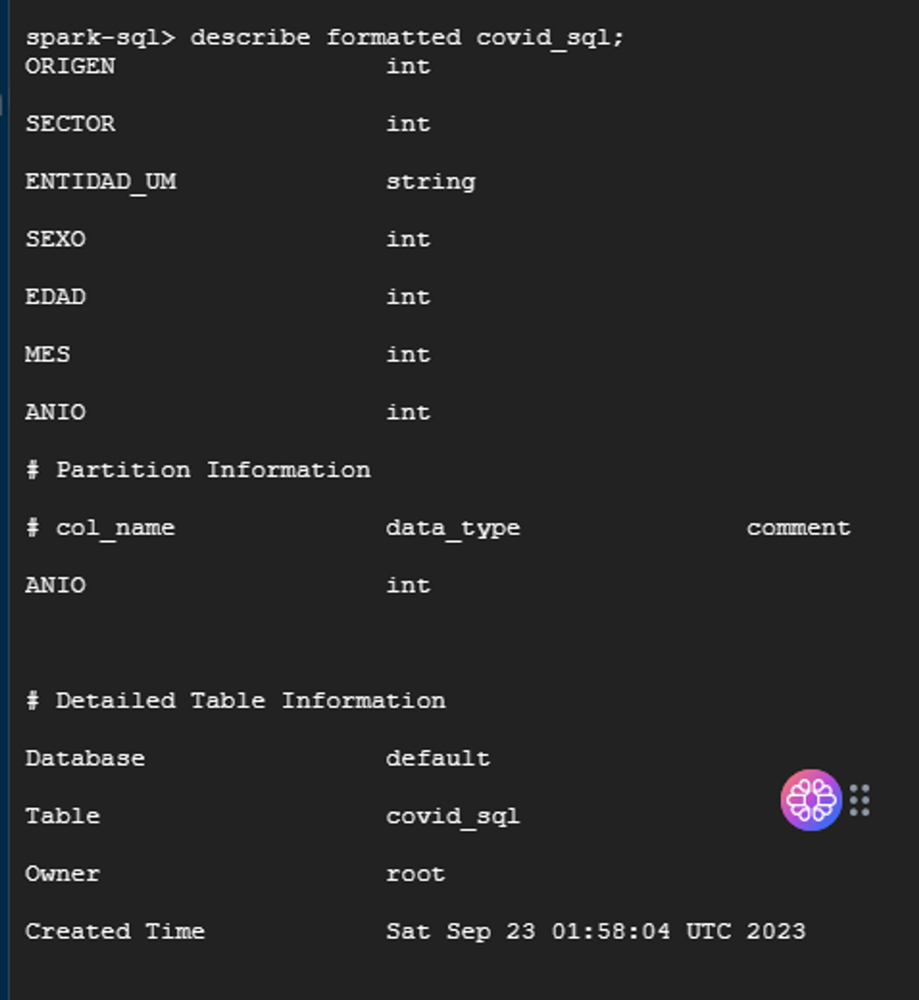 spark-sql> describe formatted covid_sql;
ORIGEN int
SECTOR int
ENTIDAD_UM string
SEXO int
EDAD int
MES int
ANIO int
# Partition Information
# col_name data_type comment
ANIO int
# Detailed Table Information
Database default
Table covid_sql
Owner root
Created Time Sat Sep 23 01:58:04 UTC 2023